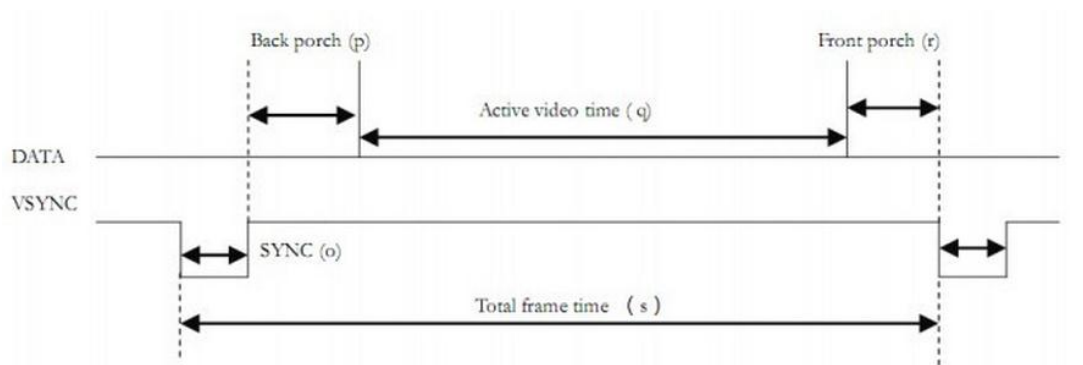 Back porch (p)
Front porch (r)
Active video time ( q)
DATA
VSYNC
SYNC (o)
Total frame time ( s )